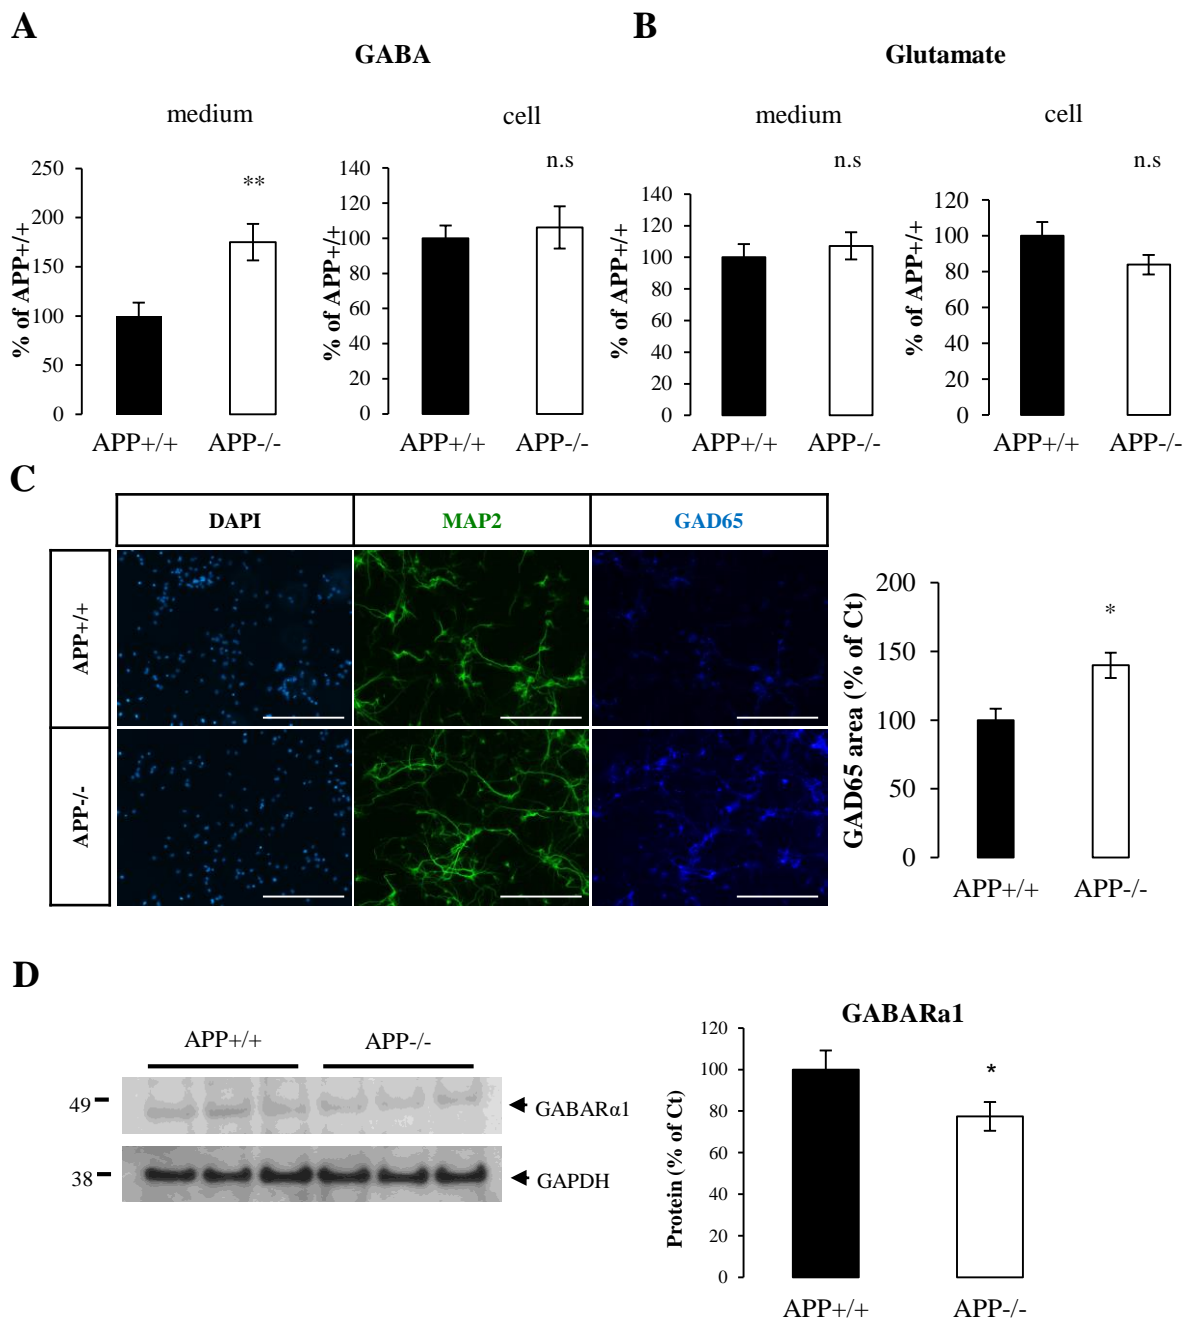 A
B
GABA
Glutamate
medium
cell
medium
cell
**
n.s
n.s
n.s
% of APP+/+
250
200
150
100
50
0
APP+/+ APP-/-
% of APP+/+
140
120
100
80
60
40
20
0
APP+/+ APP-/-
% of APP+/+
140
120
100
80
60
40
20
0
APP+/+ APP-/-
% of APP+/+
120
100
80
60
40
20
0
APP+/+ APP-/-
C
DAPI MAP2 GAD65
APP+/+
APP-/-
GAD65 area (% of Ct)
200
150
100
50
0
*
APP+/+ APP-/-
D
APP+/+ APP-/-
49
GABARα1
38
GAPDH
GABARa1
Protein (% of Ct)
120
100
80
60
40
20
0
*
APP+/+ APP-/-